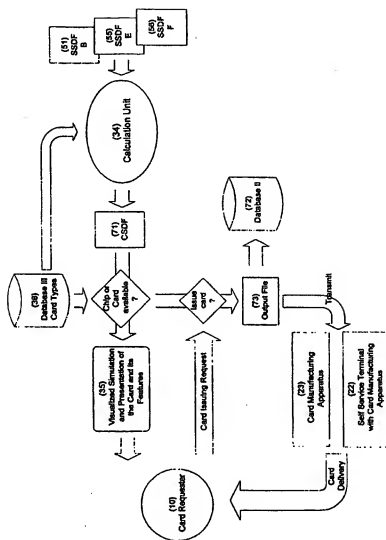 (51)
SSDF
B
(55)
SSDF
E
(56)
SSDF
F
(34)
Calculation Unit
(71)
CSDF
(38)
Database III
Card Types
Chip or
Card
available
?
(35)
Visualized Simulation
and Presentation of
the Card and its
Features
Issue
card
?
Card Issuing Request
(10)
Card Requestor
(73)
Output File
(72)
Database II
Transmit
(23)
Card Manufacturing
Apparatus
(22)
Self Service Terminal
with Card Manufacturing
Apparatus
Card
Delivery